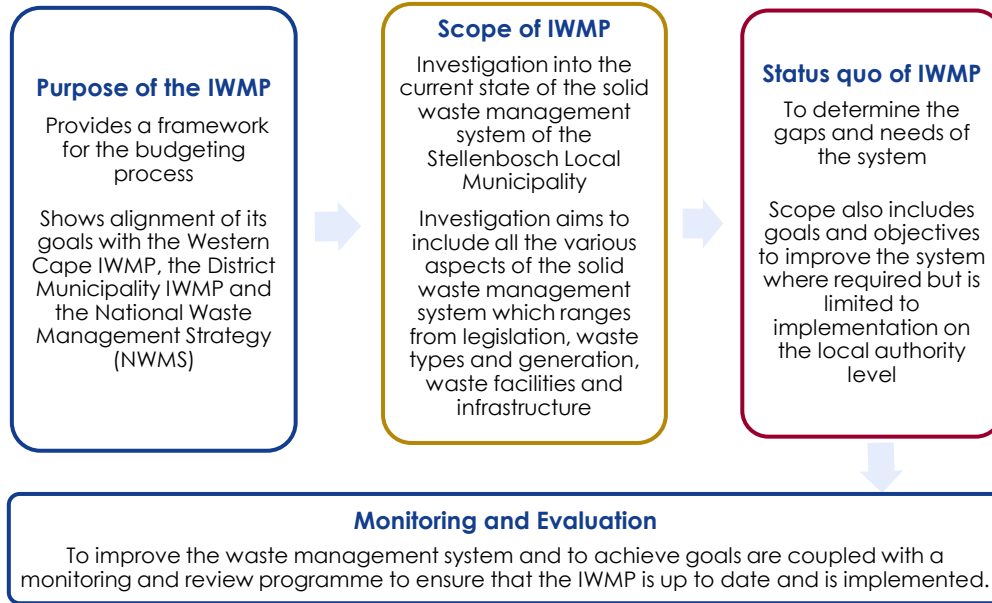 Purpose of the IWMP
Provides a framework
for the budgeting
process
Shows alignment of its
goals with the Western
Cape IWMP, the District
Municipality IWMP and
the National Waste
Management Strategy
(NWMS)
Scope of IWMP
Investigation into the
current state of the solid
waste management
system of the
Stellenbosch Local
Municipality
Investigation aims to
include all the various
aspects of the solid
waste management
system which ranges
from legislation, waste
types and generation,
waste facilities and
infrastructure
Status quo of IWMP
To determine the
gaps and needs of
the system
Scope also includes
goals and objectives
to improve the system
where required but is
limited to
implementation on
the local authority
level
Monitoring and Evaluation
To improve the waste management system and to achieve goals are coupled with a
monitoring and review programme to ensure that the IWMP is up to date and is implemented.